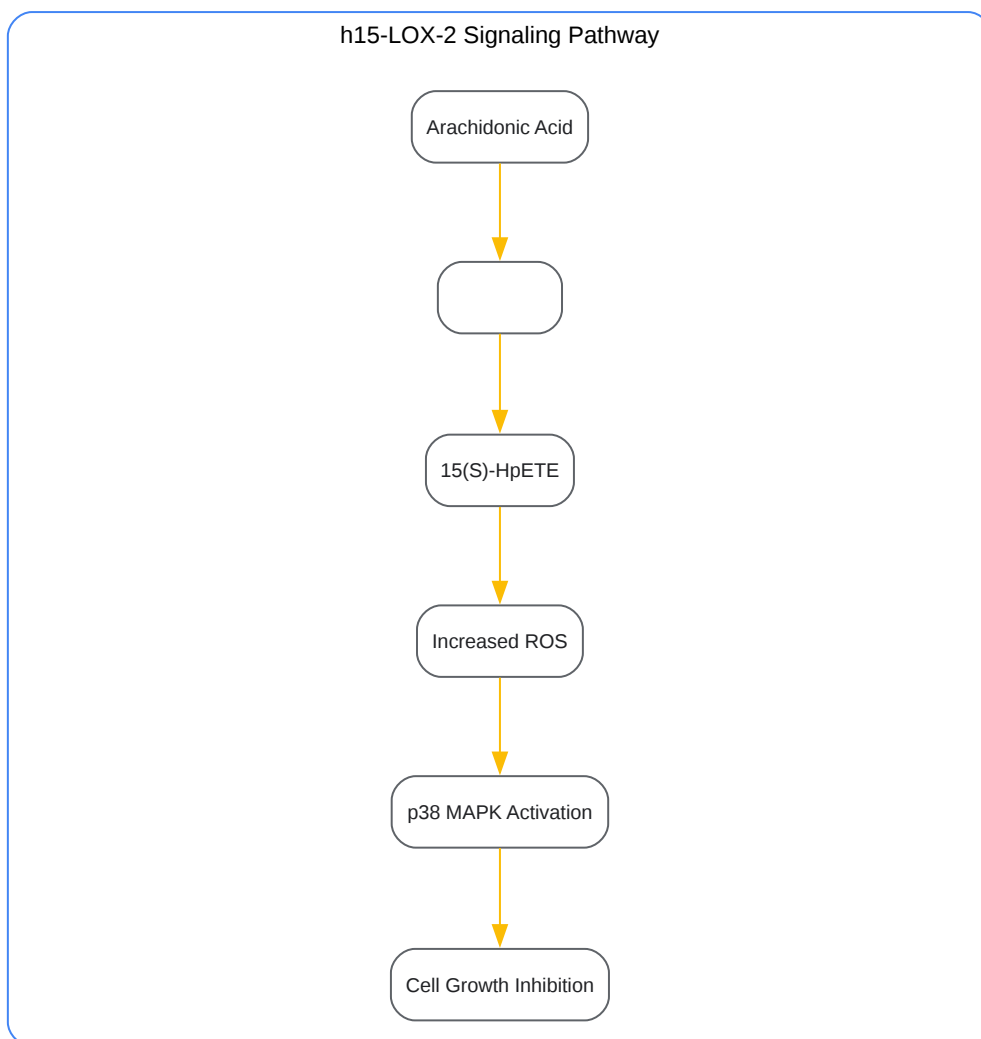 h15-LOX-2 Signaling Pathway
Arachidonic Acid
15(S)-HpETE
Increased ROS
p38 MAPK Activation
Cell Growth Inhibition